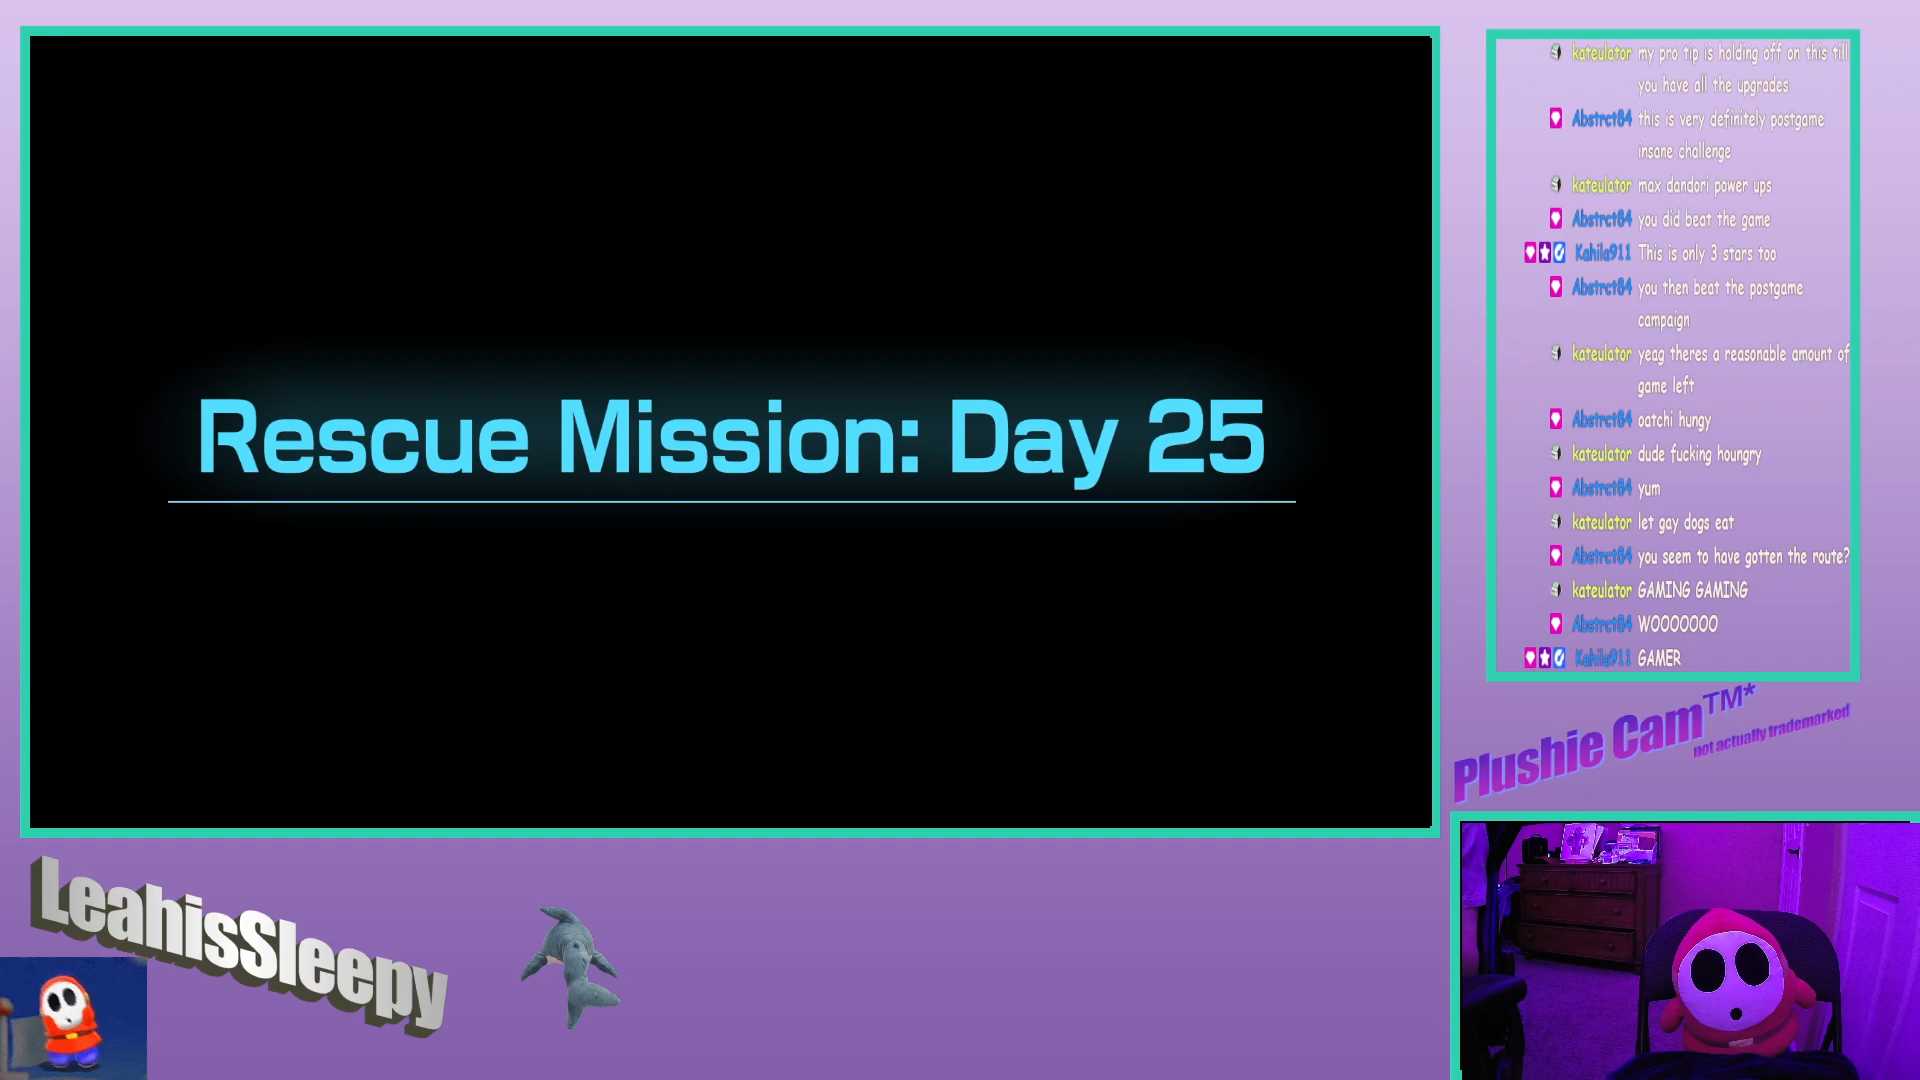 Rescue Mission: Day 25
kateulator my pro tip is holding off on this till
you have all the upgrades
Abstrct84 this is very definitely postgame
insane challenge
kateulator max dandori power ups
Abstrct84 you did beat the game
Kahila911 This is only 3 stars too
Abstrct84 you then beat the postgame
campaign
kateulator yeag theres a reasonable amount of
game left
Abstrct84 oatchi hungy
kateulator dude fucking houngry
Abstrct84 yum
kateulator let gay dogs eat
Abstrct84 you seem to have gotten the route?
kateulator GAMING GAMING
Abstrct84 WOOOOOOO
Kahila911 GAMER
Plushie Cam™*
not actually trademarked
LeahisSleepy